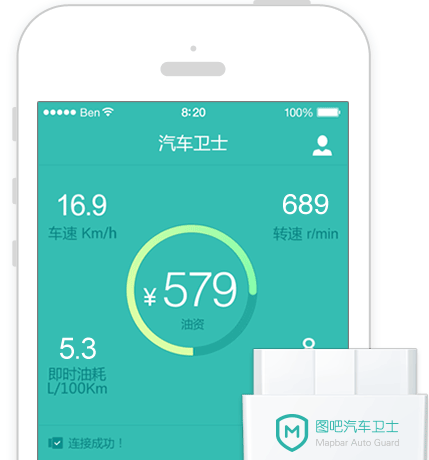 Ben 8:20 100%
汽车卫士
16.9
车速 Km/h
689
转速 r/min
¥579
油资
5.3
即时油耗
L/100Km
8
连接成功！
M
图吧汽车卫士
Mapbar Auto Guard